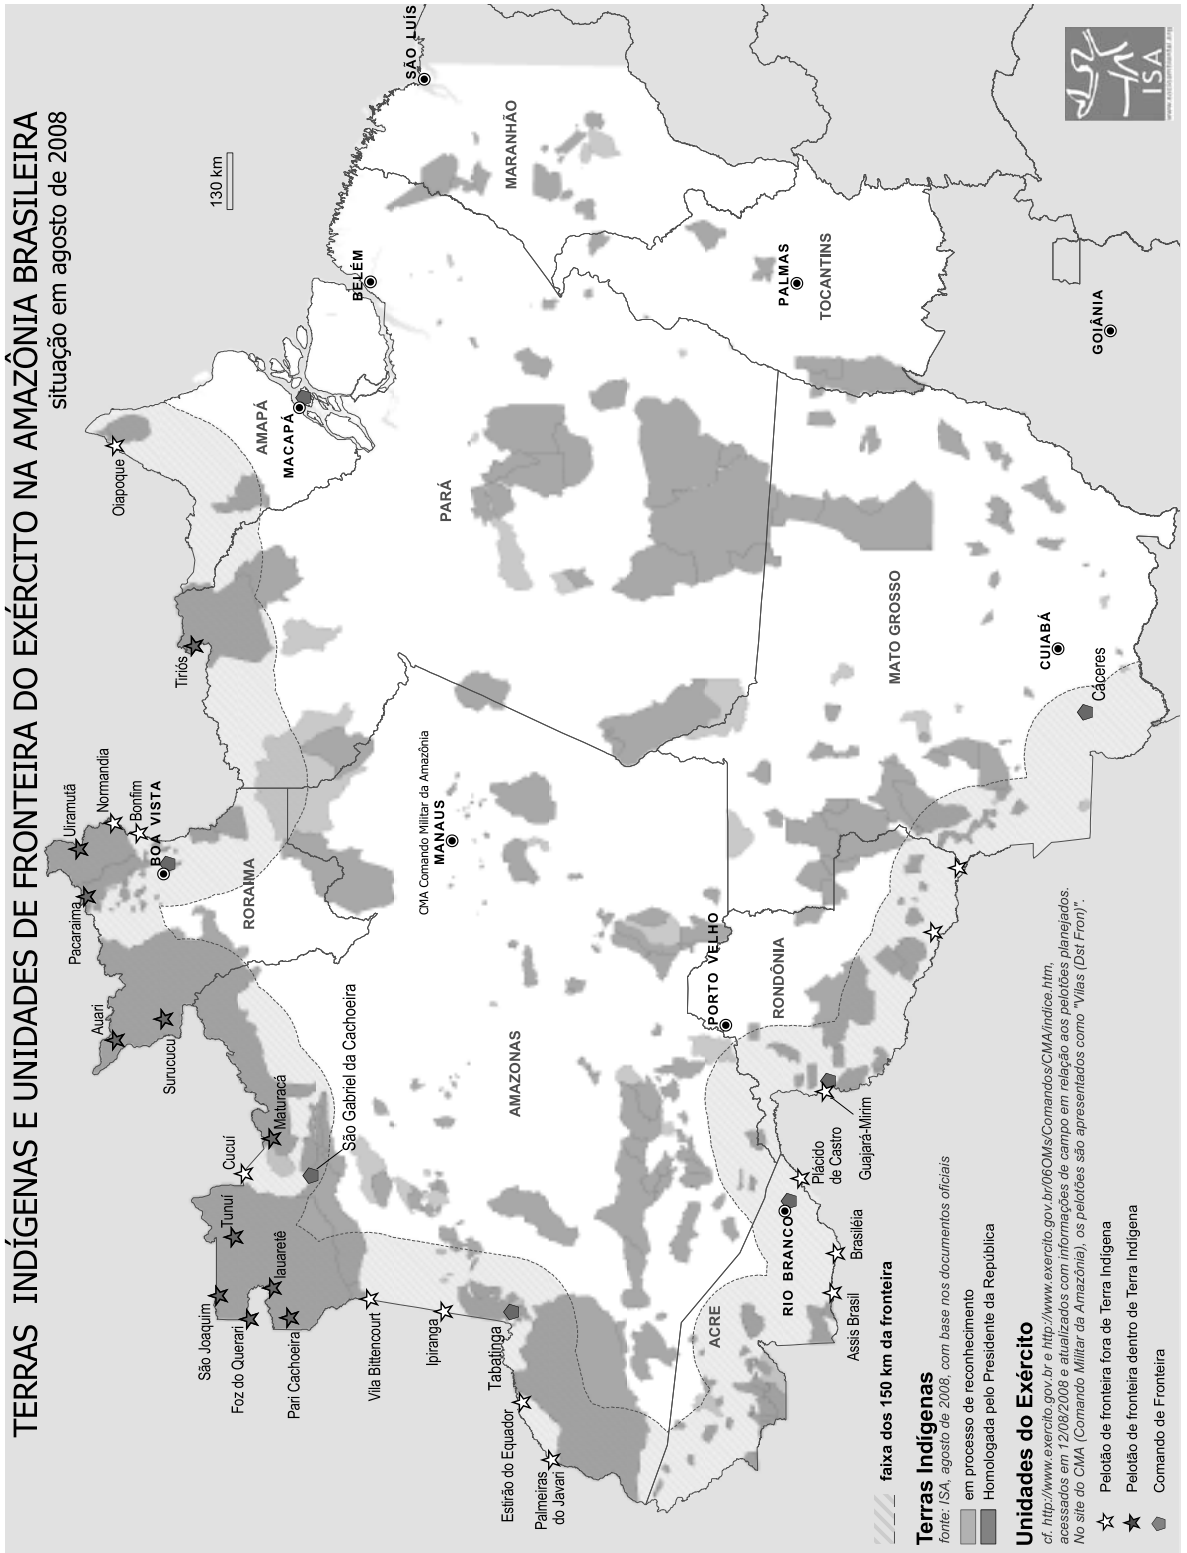 TERRAS INDÍGENAS E UNIDADES DE FRONTEIRA DO EXÉRCITO NA AMAZÔNIA BRASILEIRA
situação em agosto de 2008
130 km
ISA
Oiapoque
AMAPÁ
MACAPÁ
BELÉM
SÃO LUÍS
MARANHÃO
Tiriós
PARÁ
PALMAS
TOCANTINS
GOIÂNIA
Uiramutã
Normandia
Bonfim
BOA VISTA
Pacaraima
RORAIMA
Auari
Surucucu
CMA Comando Militar da Amazônia
MANAUS
MATO GROSSO
CUIABÁ
Cáceres
Maturacá
Cucuí
São Gabriel da Cachoeira
Tunuí
Iauaretê
São Joaquim
Foz do Querari
Pari Cachoeira
Vila Bittencourt
Ipiranga
Tabatinga
Estirão do Equador
Palmeiras
do Javari
AMAZONAS
PORTO VELHO
RONDÔNIA
Guajará-Mirim
Plácido
de Castro
RIO BRANCO
Brasiléia
Assis Brasil
ACRE
faixa dos 150 km da fronteira
Terras Indígenas
fonte: ISA, agosto de 2008, com base nos documentos oficiais
em processo de reconhecimento
Homologada pelo Presidente da República
Unidades do Exército
cf. http://www.exercito.gov.br e http://www.exercito.gov.br/06OMs/Comandos/CMA/indice.htm,
acessados em 12/08/2008 e atualizados com informações de campo em relação aos pelotões planejados.
No site do CMA (Comando Militar da Amazônia), os pelotões são apresentados como "Vilas (Dst Fron)".
Pelotão de fronteira fora de Terra Indígena
Pelotão de fronteira dentro de Terra Indígena
Comando de Fronteira